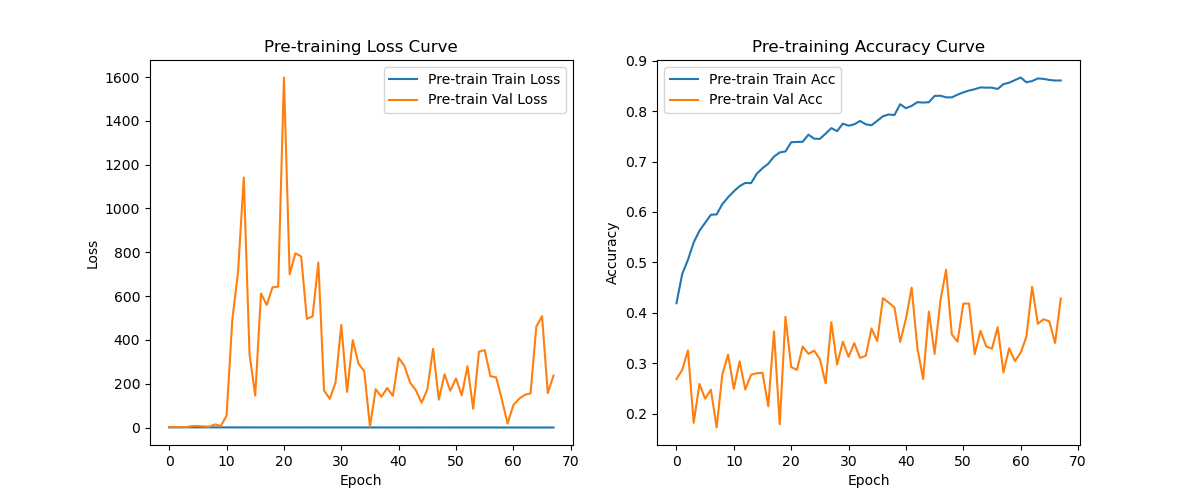 Pre-training Loss Curve
Pre-train Train Loss
Pre-train Val Loss
1600
1400
1200
1000
800
600
400
200
0
Loss
0 10 20 30 40 50 60 70
Epoch
Pre-training Accuracy Curve
Pre-train Train Acc
Pre-train Val Acc
0.9
0.8
0.7
0.6
0.5
0.4
0.3
0.2
Accuracy
0 10 20 30 40 50 60 70
Epoch